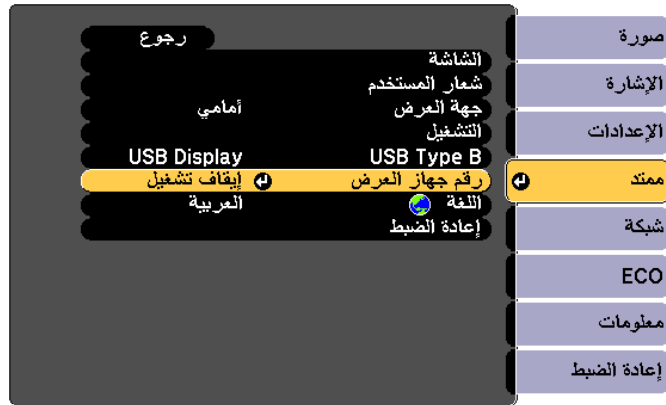 صورة
الإشارة
الإعدادات
ممتد
شبكة
ECO
معلومات
إعادة الضبط
رجوع
الشاشة
شعار المستخدم
جهة العرض أمامي
التشغيل
USB Type B USB Display
رقم جهاز العرض إيقاف تشغيل
اللغة العربية
إعادة الضبط